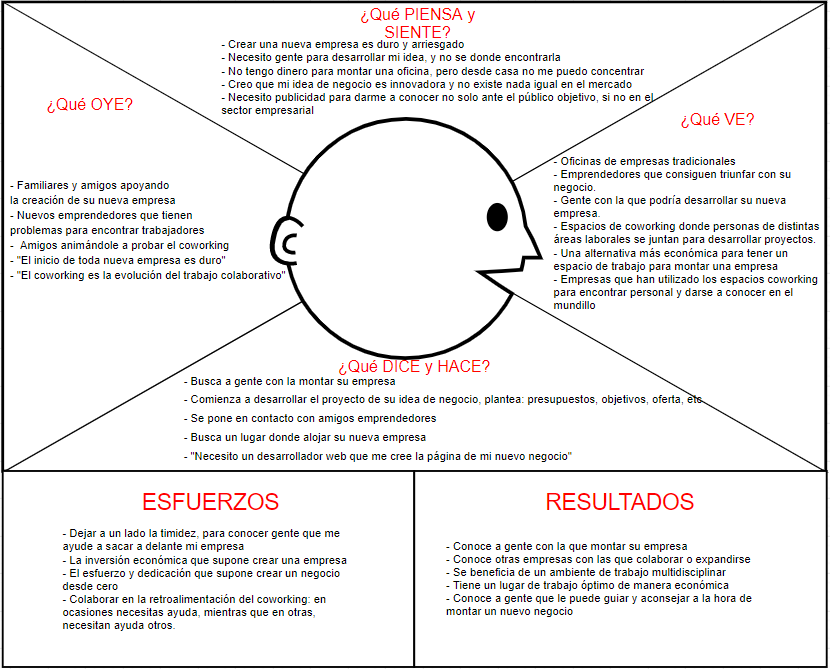 ¿Qué PIENSA y
SIENTE?
- Crear una nueva empresa es duro y arriesgado
- Necesito gente para desarrollar mi idea, y no se donde encontrarla
- No tengo dinero para montar una oficina, pero desde casa no me puedo concentrar
- Creo que mi idea de negocio es innovadora y no existe nada igual en el mercado
- Necesito publicidad para darme a conocer no solo ante el público objetivo, si no en el
sector empresarial
¿Qué OYE?
- Familiares y amigos apoyando
la creación de su nueva empresa
- Nuevos emprendedores que tienen
problemas para encontrar trabajadores
- Amigos animándole a probar el coworking
- "El inicio de toda nueva empresa es duro"
- "El coworking es la evolución del trabajo colaborativo"
¿Qué VE?
- Oficinas de empresas tradicionales
- Emprendedores que consiguen triunfar con su
negocio.
- Gente con la que podría desarrollar su nueva
empresa.
- Espacios de coworking donde personas de distintas
áreas laborales se juntan para desarrollar proyectos.
- Una alternativa más económica para tener un
espacio de trabajo para montar una empresa
- Empresas que han utilizado los espacios coworking
para encontrar personal y darse a conocer en el
mundillo
¿Qué DICE y HACE?
- Busca a gente con la montar su empresa
- Comienza a desarrollar el proyecto de su idea de negocio, plantea: presupuestos, objetivos, oferta, etc
- Se pone en contacto con amigos emprendedores
- Busca un lugar donde alojar su nueva empresa
- "Necesito un desarrollador web que me cree la página de mi nuevo negocio"
ESFUERZOS
- Dejar a un lado la timidez, para conocer gente que me
ayude a sacar a delante mi empresa
- La inversión económica que supone crear una empresa
- El esfuerzo y dedicación que supone crear un negocio
desde cero
- Colaborar en la retroalimentación del coworking: en
ocasiones necesitas ayuda, mientras que en otras,
necesitan ayuda otros.
RESULTADOS
- Conoce a gente con la que montar su empresa
- Conoce otras empresas con las que colaborar o expandirse
- Se beneficia de un ambiente de trabajo multidisciplinar
- Tiene un lugar de trabajo óptimo de manera económica
- Conoce a gente que le puede guiar y aconsejar a la hora de
montar un nuevo negocio